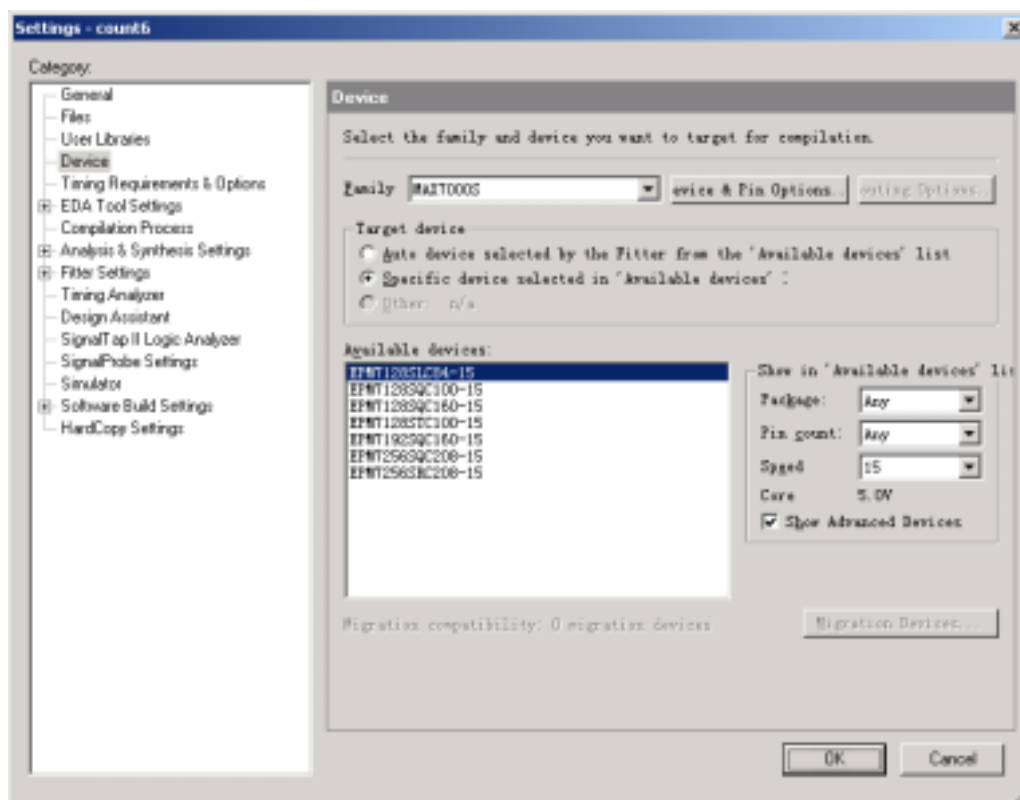 Settings - count6
Category:
General
Files
User Libraries
Device
Timing Requirements & Options
EDA Tool Settings
Compilation Process
Analysis & Synthesis Settings
Fitter Settings
Timing Analyzer
Design Assistant
SignalTap II Logic Analyzer
SignalProbe Settings
Simulator
Software Build Settings
HardCopy Settings
Device
Select the family and device you want to target for compilation.
Family MAX7000S evice & Pin Options.. outing Options..
Target device
Auto device selected by the Fitter from the 'Available devices' list
Specific device selected in 'Available devices'
Other: n/a
Available devices:
EPM7128SLC84-15
EPM7128SQC100-15
EPM7128SQC160-15
EPM7128STC100-15
EPM7192SQC160-15
EPM7256SQC208-15
EPM7256SRC208-15
Show in 'Available devices' lis
Package: Any
Pin count: Any
Speed 15
Core 5.0V
Show Advanced Devices
Migration compatibility: 0 migration devices
Migration Devices...
OK
Cancel